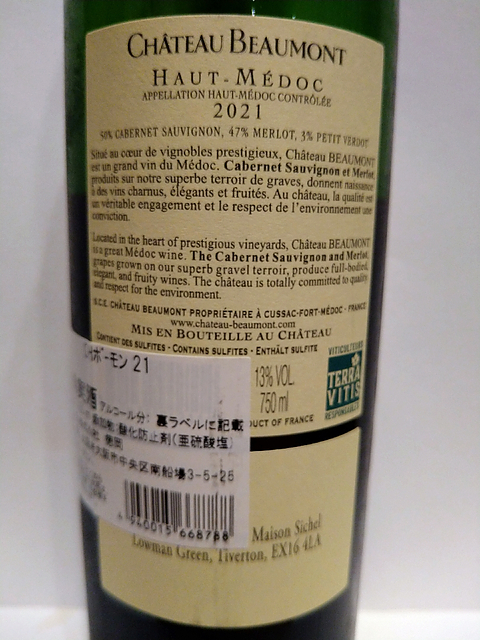 CHÂTEAU BEAUMONT
HAUT-MÉDOC
APPELLATION HAUT-MÉDOC CONTRÔLÉE
2021
50% CABERNET SAUVIGNON, 47% MERLOT, 3% PETIT VERDOT
Situé au cœur de vignobles prestigieux, Château BEAUMONT
est un grand vin du Médoc. Cabernet Sauvignon et Merlot,
produits sur notre superbe terroir de graves, donnent naissance
à des vins charnus, élégants et fruités. Au château, la qualité est
un véritable engagement et le respect de l'environnement une
conviction.
Located in the heart of prestigious vineyards, Château BEAUMONT
is a great Médoc wine. The Cabernet Sauvignon and Merlot,
grapes grown on our superb gravel terroir, produce full-bodied,
elegant, and fruity wines. The château is totally committed to quality
and respect for the environment.
S.C.E. CHÂTEAU BEAUMONT PROPRIÉTAIRE À CUSSAC-FORT-MÉDOC - FRANCE
www.chateau-beaumont.com
MIS EN BOUTEILLE AU CHÂTEAU
CONTIENT DES SULFITES - CONTAINS SULFITES - ENTHÄLT SULFITE
13% VOL.
750 ml
OF FRANCE
VITICULTEURS
TERRA
VITIS
RESPONSABLES
ボーモン 21
アルコール分: 裏ラベルに記載
酸化防止剤(亜硫酸塩)
大阪市中央区南船場3-5-25
4 940015 668788
Maison Sichel
Lowman Green, Tiverton, EX16 4LA